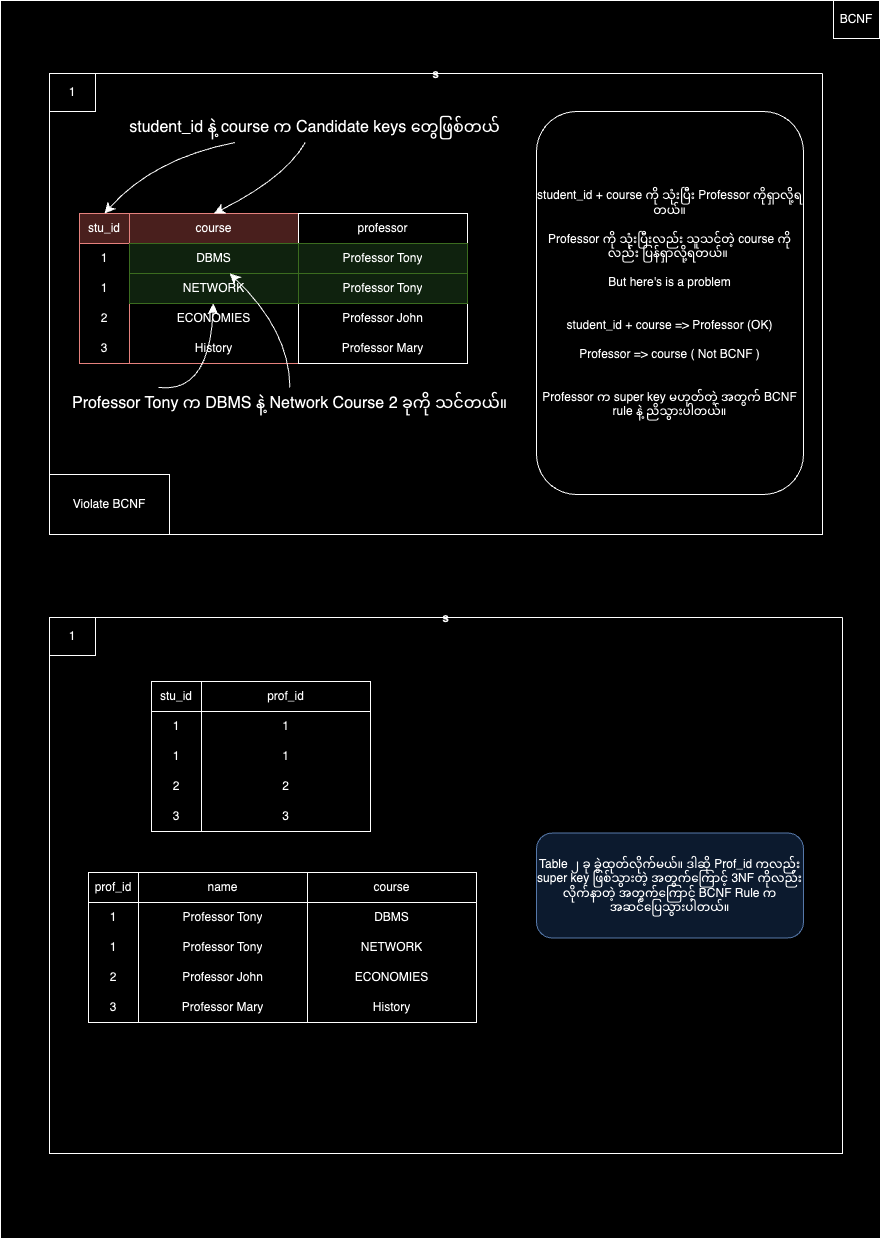 BCNF
s
1
student_id နဲ့ course က Candidate keys တွေဖြစ်တယ်
stu_id course professor
1 DBMS Professor Tony
1 NETWORK Professor Tony
2 ECONOMIES Professor John
3 History Professor Mary
Professor Tony က DBMS နဲ့ Network Course 2 ခုကို သင်တယ်။
Violate BCNF
student_id + course ကို သုံးပြီး Professor ကိုရှာလို့ရ
တယ်။
Professor ကို သုံးပြီးလည်း သူသင်တဲ့ course ကို
လည်း ပြန်ရှာလို့ရတယ်။
But here's is a problem
student_id + course => Professor (OK)
Professor => course ( Not BCNF )
Professor က super key မဟုတ်တဲ့ အတွက် BCNF
rule နဲ့ ညိသွားပါတယ်။
s
1
stu_id prof_id
1 1
1 1
2 2
3 3
prof_id name course
1 Professor Tony DBMS
1 Professor Tony NETWORK
2 Professor John ECONOMIES
3 Professor Mary History
Table ၂ ခု ခွဲထုတ်လိုက်မယ်။ ဒါဆို Prof_id ကလည်း
super key ဖြစ်သွားတဲ့ အတွက်ကြောင့် 3NF ကိုလည်း
လိုက်နာတဲ့ အတွက်ကြောင့် BCNF Rule က
အဆင်ပြေသွားပါတယ်။